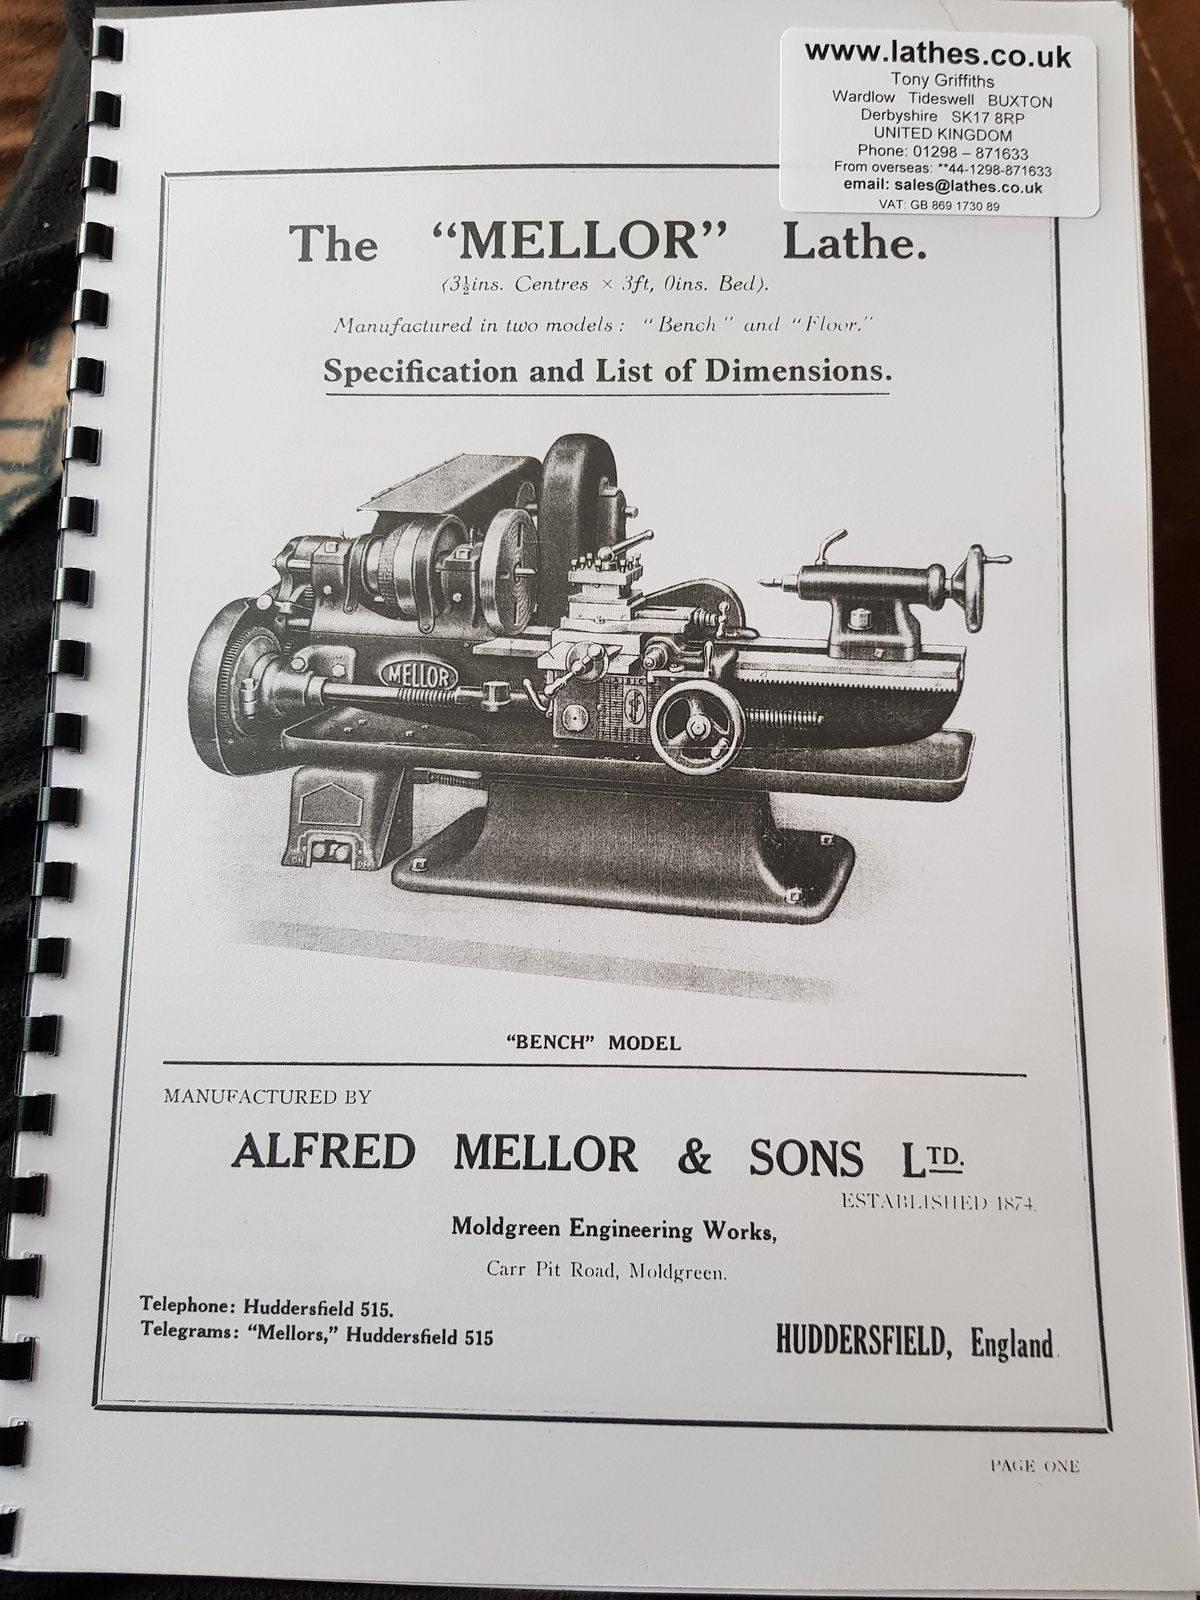 www.lathes.co.uk
Tony Griffiths
Wardlow Tideswell BUXTON
Derbyshire SK17 8RP
UNITED KINGDOM
Phone: 01298 – 871633
From overseas: **44-1298-871633
email: sales@lathes.co.uk
VAT: GB 869 1730 89
The “MELLOR” Lathe.
(3½ins. Centres × 3ft, 0ins. Bed).
Manufactured in two models: “Bench” and “Floor.”
Specification and List of Dimensions.
MELLOR
“BENCH” MODEL
MANUFACTURED BY
ALFRED MELLOR & SONS LTD.
ESTABLISHED 1874.
Moldgreen Engineering Works,
Carr Pit Road, Moldgreen.
Telephone: Huddersfield 515.
Telegrams: “Mellors,” Huddersfield 515
HUDDERSFIELD, England.
PAGE ONE